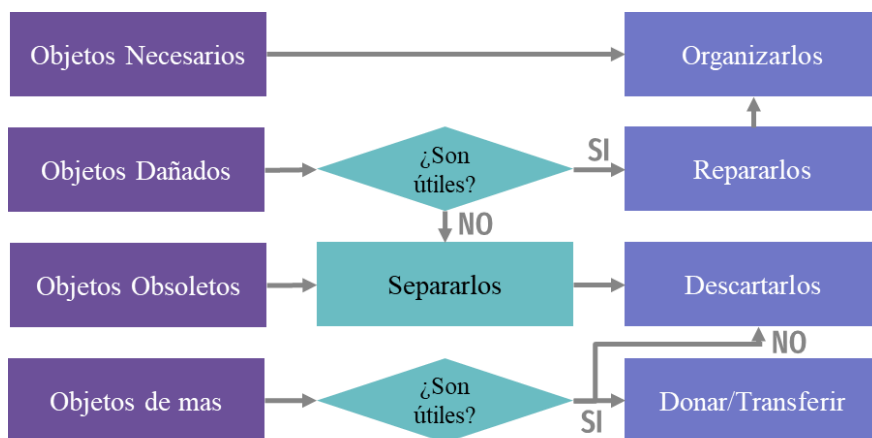 Objetos Necesarios
Organizarlos
Objetos Dañados
¿Son
útiles?
SI
Repararlos
NO
Objetos Obsoletos
Separarlos
Descartarlos
NO
Objetos de mas
¿Son
útiles?
SI
Donar/Transferir